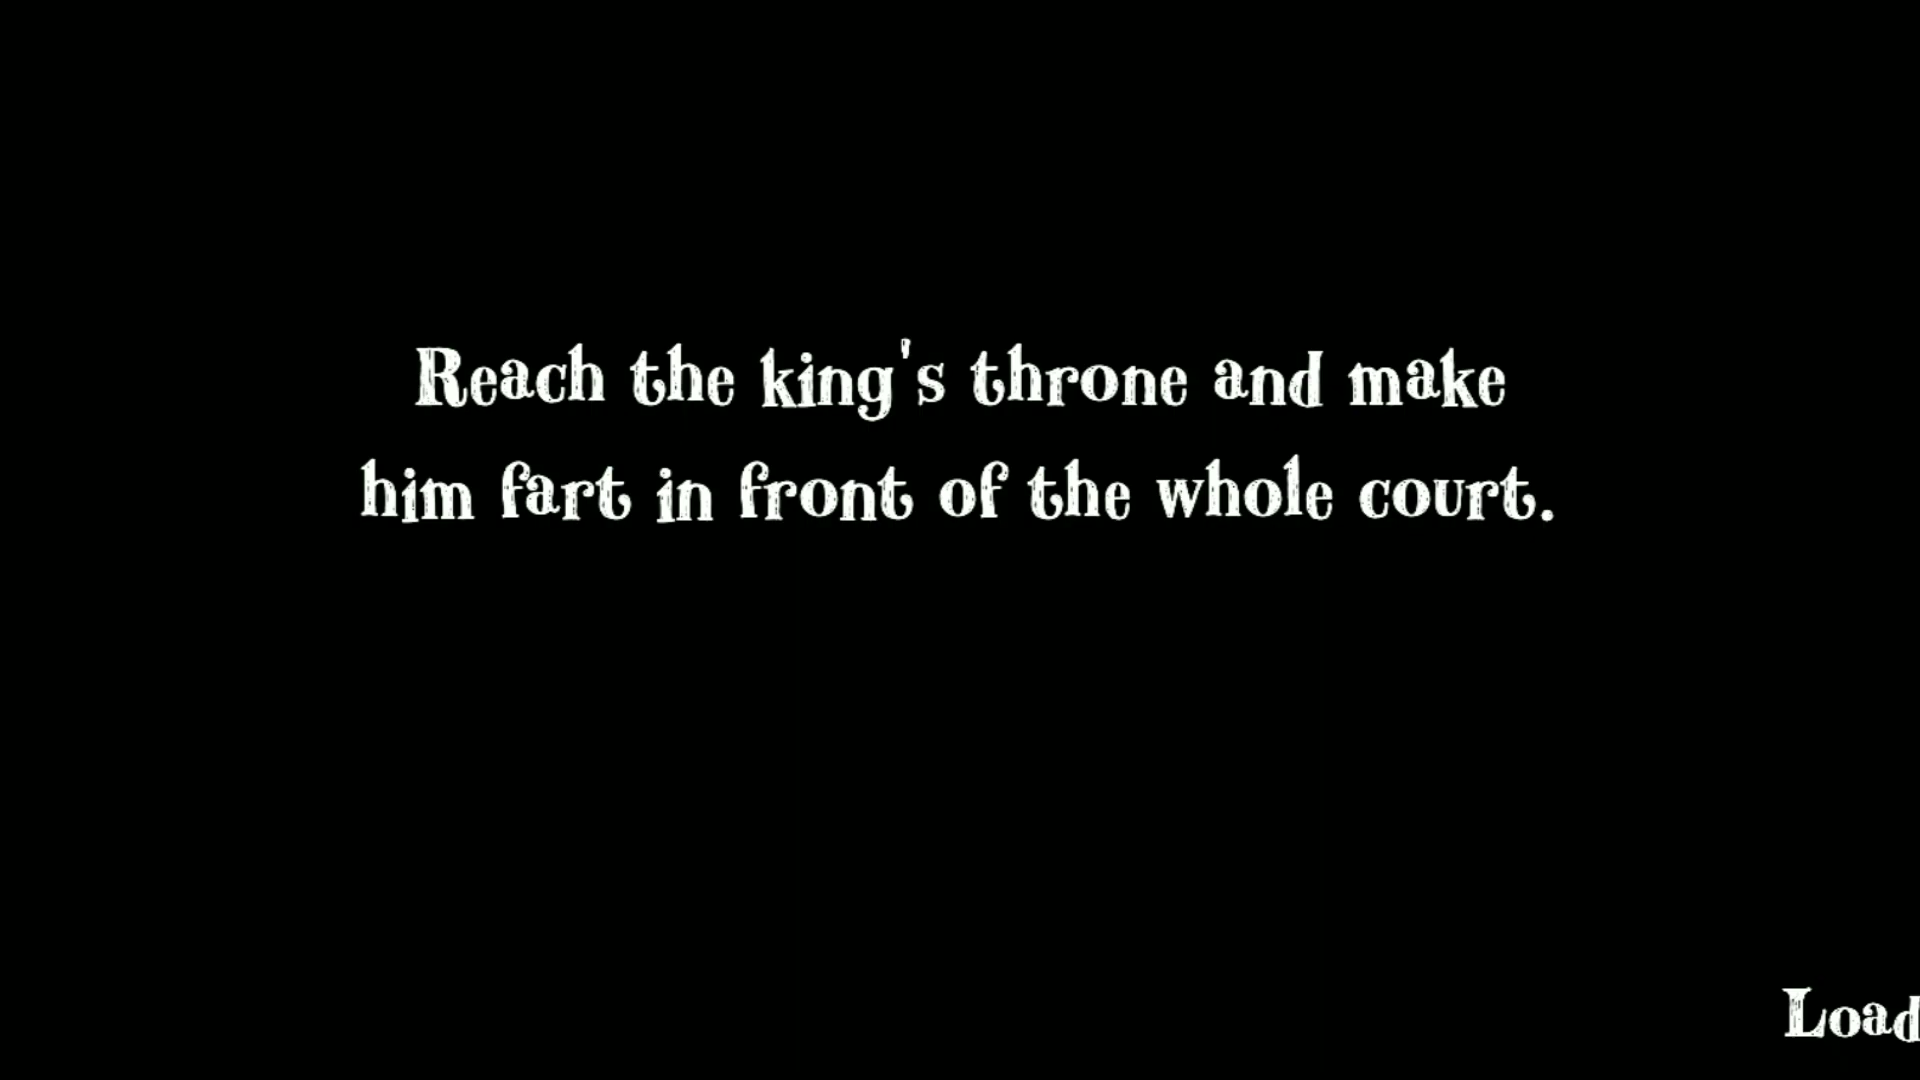 Reach the king's throne and make
him fart in front of the whole court.
Load